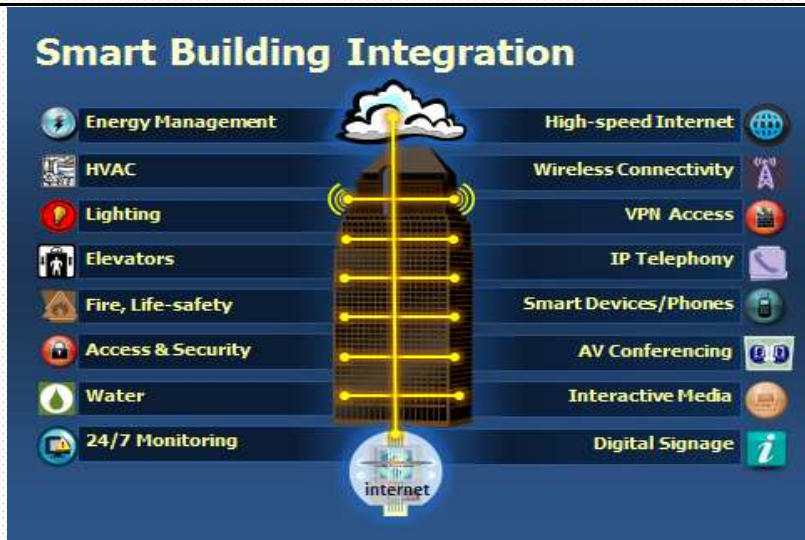 Smart Building Integration
Energy Management
HVAC
Lighting
Elevators
Fire, Life-safety
Access & Security
Water
24/7 Monitoring
High-speed Internet
Wireless Connectivity
VPN Access
IP Telephony
Smart Devices/Phones
AV Conferencing
Interactive Media
Digital Signage
internet